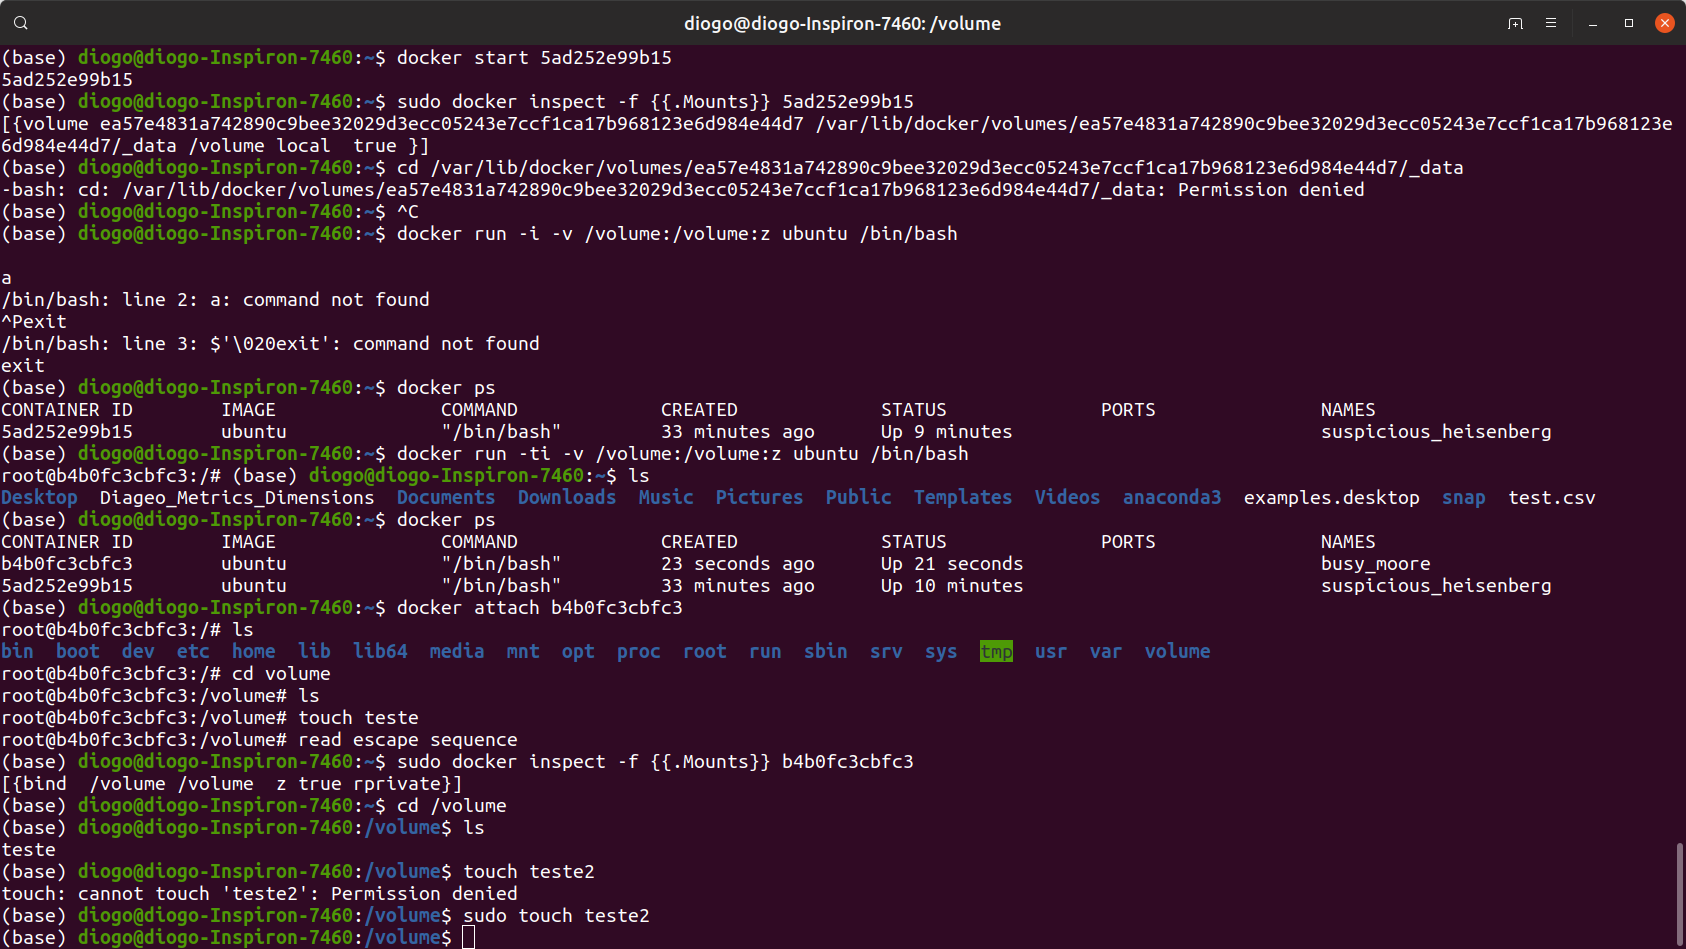 diogo@diogo-Inspiron-7460: /volume
(base) diogo@diogo-Inspiron-7460:~$ docker start 5ad252e99b15
5ad252e99b15
(base) diogo@diogo-Inspiron-7460:~$ sudo docker inspect -f {{.Mounts}} 5ad252e99b15
[{volume ea57e4831a742890c9bee32029d3ecc05243e7ccf1ca17b968123e6d984e44d7 /var/lib/docker/volumes/ea57e4831a742890c9bee32029d3ecc05243e7ccf1ca17b968123e
6d984e44d7/_data /volume local  true }]
(base) diogo@diogo-Inspiron-7460:~$ cd /var/lib/docker/volumes/ea57e4831a742890c9bee32029d3ecc05243e7ccf1ca17b968123e6d984e44d7/_data
-bash: cd: /var/lib/docker/volumes/ea57e4831a742890c9bee32029d3ecc05243e7ccf1ca17b968123e6d984e44d7/_data: Permission denied
(base) diogo@diogo-Inspiron-7460:~$ ^C
(base) diogo@diogo-Inspiron-7460:~$ docker run -i -v /volume:/volume:z ubuntu /bin/bash
a
/bin/bash: line 2: a: command not found
^Pexit
/bin/bash: line 3: $'\020exit': command not found
exit
(base) diogo@diogo-Inspiron-7460:~$ docker ps
CONTAINER ID        IMAGE               COMMAND             CREATED             STATUS              PORTS               NAMES
5ad252e99b15        ubuntu              "/bin/bash"         33 minutes ago      Up 9 minutes                            suspicious_heisenberg
(base) diogo@diogo-Inspiron-7460:~$ docker run -ti -v /volume:/volume:z ubuntu /bin/bash
root@b4b0fc3cbfc3:/# (base) diogo@diogo-Inspiron-7460:~$ ls
Desktop  Diageo_Metrics_Dimensions  Documents  Downloads  Music  Pictures  Public  Templates  Videos  anaconda3  examples.desktop  snap  test.csv
(base) diogo@diogo-Inspiron-7460:~$ docker ps
CONTAINER ID        IMAGE               COMMAND             CREATED             STATUS              PORTS               NAMES
b4b0fc3cbfc3        ubuntu              "/bin/bash"         23 seconds ago      Up 21 seconds                           busy_moore
5ad252e99b15        ubuntu              "/bin/bash"         33 minutes ago      Up 10 minutes                           suspicious_heisenberg
(base) diogo@diogo-Inspiron-7460:~$ docker attach b4b0fc3cbfc3
root@b4b0fc3cbfc3:/# ls
bin  boot  dev  etc  home  lib  lib64  media  mnt  opt  proc  root  run  sbin  srv  sys  tmp  usr  var  volume
root@b4b0fc3cbfc3:/# cd volume
root@b4b0fc3cbfc3:/volume# ls
root@b4b0fc3cbfc3:/volume# touch teste
root@b4b0fc3cbfc3:/volume# read escape sequence
(base) diogo@diogo-Inspiron-7460:~$ sudo docker inspect -f {{.Mounts}} b4b0fc3cbfc3
[{bind  /volume /volume  z true rprivate}]
(base) diogo@diogo-Inspiron-7460:~$ cd /volume
(base) diogo@diogo-Inspiron-7460:/volume$ ls
teste
(base) diogo@diogo-Inspiron-7460:/volume$ touch teste2
touch: cannot touch 'teste2': Permission denied
(base) diogo@diogo-Inspiron-7460:/volume$ sudo touch teste2
(base) diogo@diogo-Inspiron-7460:/volume$